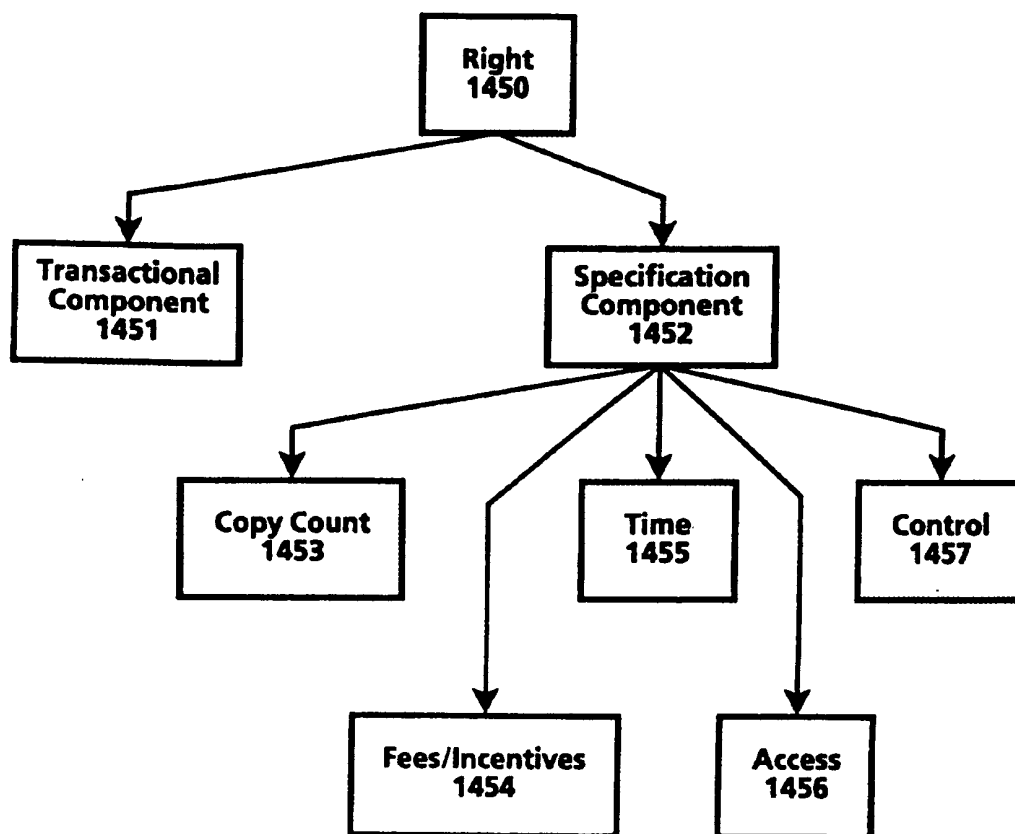 Right
1450
Transactional
Component
1451
Specification
Component
1452
Copy Count
1453
Time
1455
Control
1457
Fees/Incentives
1454
Access
1456